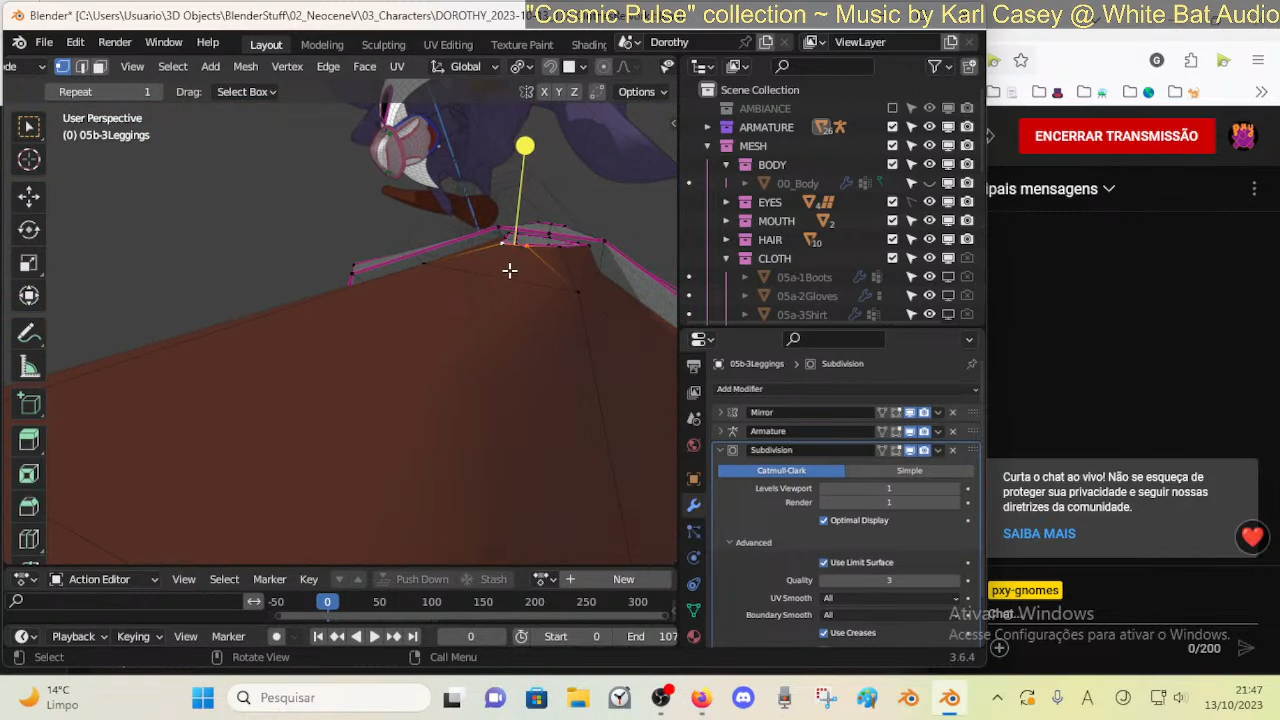 Blender* [C:\Users\Usuario\3D Objects\BlenderStuff\02_NeoceneV\03_Characters\DOROTHY_2023-10-13
"Cosmic Pulse" collection ~ Music by Karl Casey @ White Bat Audio
File Edit Render Window Help Layout Modeling Sculpting UV Editing Texture Paint Shading Dorothy ViewLayer
de View Select Add Mesh Vertex Edge Face UV Global
Repeat 1 Drag: Select Box X Y Z Options
User Perspective
(0) 05b-3Leggings
Scene Collection
AMBIANCE
ARMATURE 26
MESH
BODY
00_Body
EYES 4
MOUTH 2
HAIR 10
CLOTH
05a-1Boots
05a-2Gloves
05a-3Shirt
05b-3Leggings > Subdivision
Add Modifier
Mirror
Armature
Subdivision
Catmull-Clark Simple
Levels Viewport 1
Render 1
Optimal Display
Advanced
Use Limit Surface
Quality 3
UV Smooth All
Boundary Smooth All
Use Creases
Action Editor View Select Marker Key Push Down Stash New
-50 0 50 100 150 200 250 300
Playback Keying View Marker 0 Start 0 End 107
Select Rotate View Call Menu 3.6.4
ENCERRAR TRANSMISSÃO
ipais mensagens
Curta o chat ao vivo! Não se esqueça de
proteger sua privacidade e seguir nossas
diretrizes da comunidade.
SAIBA MAIS
pxy-gnomes
Chat...
0/200
Ativar o Windows
Acesse Configurações para ativar o Windows.
14°C
Limpo
Pesquisar
21:47
13/10/2023